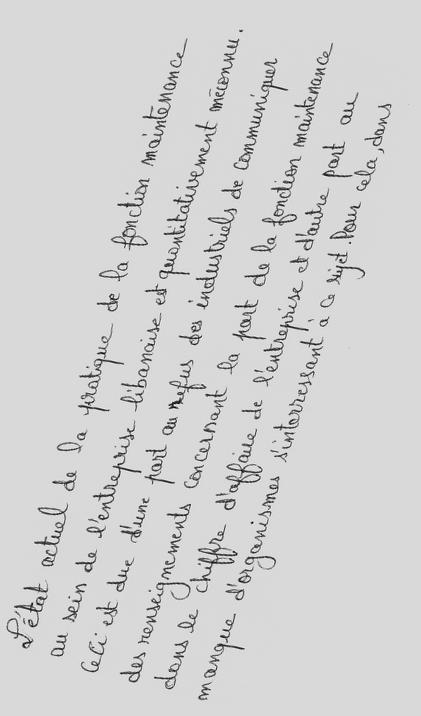 L'état actuel de la pratique de la fonction maintenance
au sein de l'entreprise libanaise est quantitativement méconnu.
Ceci est due d'une part au refus des industriels de communiquer
des renseignements concernant la part de la fonction maintenance
dans le chiffre d'affaire de l'entreprise et d'autre part au
manque d'organismes s'interressant à ce sujet. Pour cela, dans